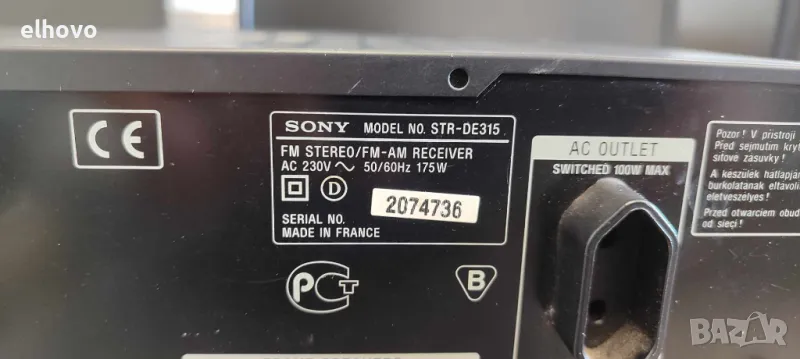 elhovo
CE
SONY MODEL NO. STR-DE315
FM STEREO/FM-AM RECEIVER
AC 230V ~ 50/60Hz 175W
D
2074736
SERIAL NO.
MADE IN FRANCE
PCT
B
AC OUTLET
SWITCHED 100W MAX
Pozor! V přístroji
Před sejmutím kryt
síťové zásuvky!
A készülék hátlapján
burkolatának eltávol
életveszélyes!
Przed otwarciem obud
od sieci!
BAZAR